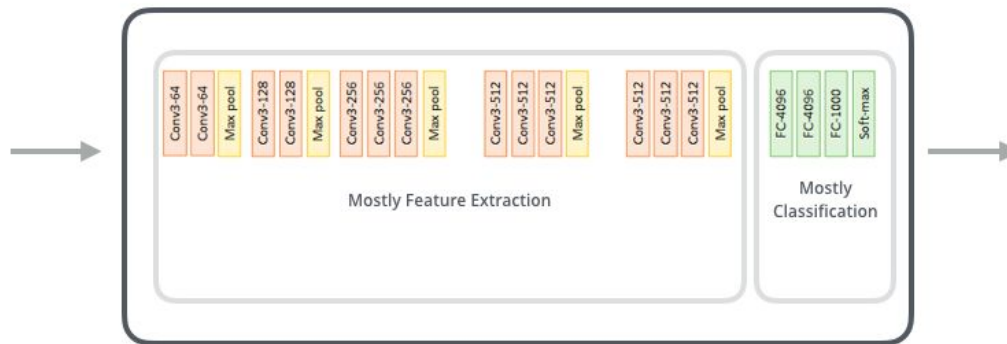 Conv3-64
Conv3-64
Max pool
Conv3-128
Conv3-128
Max pool
Conv3-256
Conv3-256
Conv3-256
Max pool
Conv3-512
Conv3-512
Conv3-512
Max pool
Conv3-512
Conv3-512
Conv3-512
Max pool
Mostly Feature Extraction
FC-4096
FC-4096
FC-1000
Soft-max
Mostly
Classification